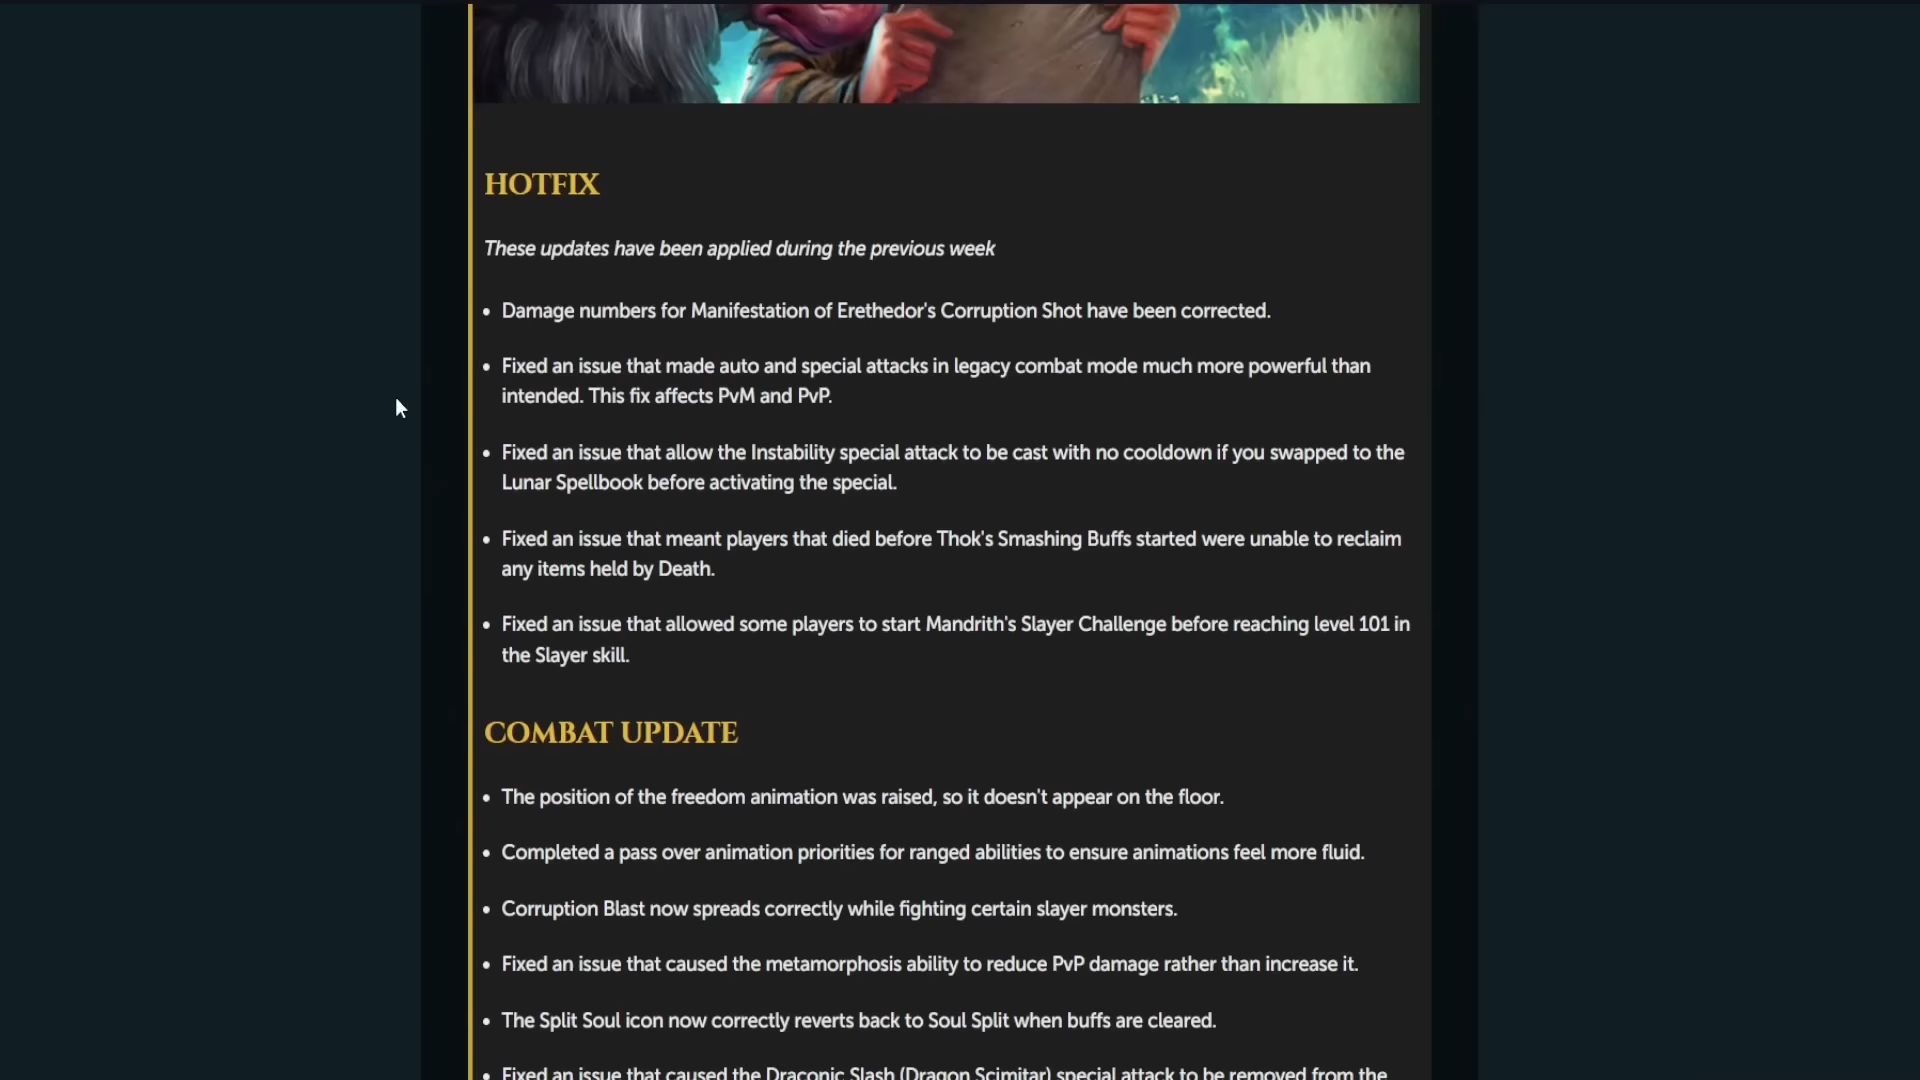 HOTFIX
These updates have been applied during the previous week
• Damage numbers for Manifestation of Erethedor's Corruption Shot have been corrected.
• Fixed an issue that made auto and special attacks in legacy combat mode much more powerful than
intended. This fix affects PvM and PvP.
• Fixed an issue that allow the Instability special attack to be cast with no cooldown if you swapped to the
Lunar Spellbook before activating the special.
• Fixed an issue that meant players that died before Thok's Smashing Buffs started were unable to reclaim
any items held by Death.
• Fixed an issue that allowed some players to start Mandrith's Slayer Challenge before reaching level 101 in
the Slayer skill.
COMBAT UPDATE
• The position of the freedom animation was raised, so it doesn't appear on the floor.
• Completed a pass over animation priorities for ranged abilities to ensure animations feel more fluid.
• Corruption Blast now spreads correctly while fighting certain slayer monsters.
• Fixed an issue that caused the metamorphosis ability to reduce PvP damage rather than increase it.
• The Split Soul icon now correctly reverts back to Soul Split when buffs are cleared.
• Fixed an issue that caused the Draconic Slash (Dragon Scimitar) special attack to be removed from the